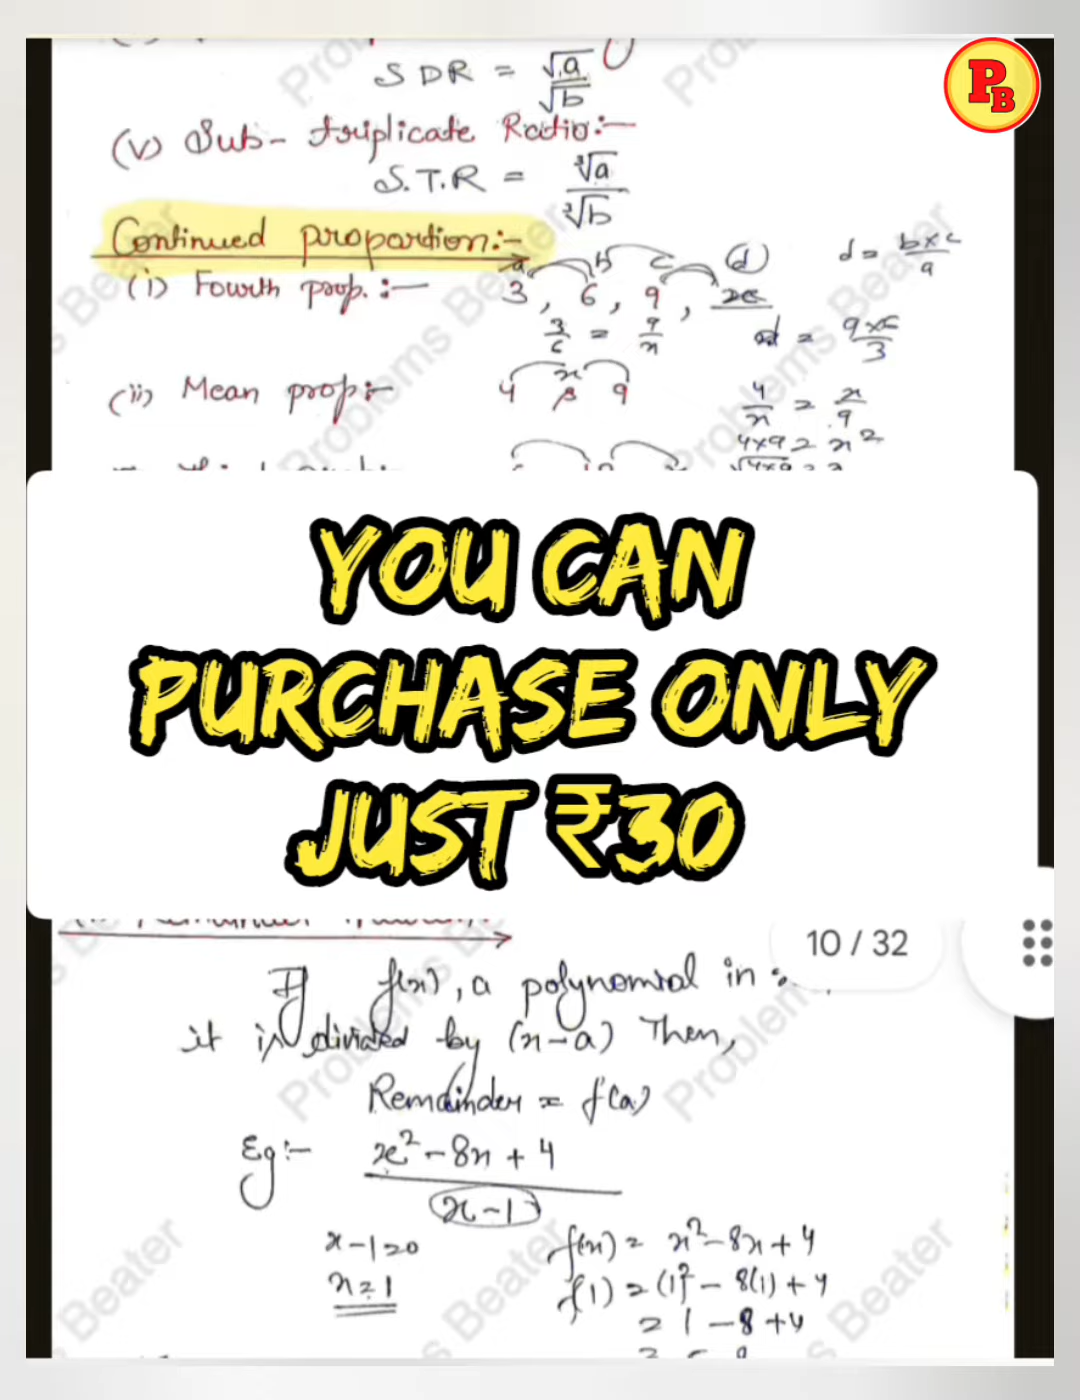 SDR = √a / √b
(v) Sub-triplicate Ratio:-
S.T.R = ∛a / ∛b
Continued proportion:-
a b c (d) d = b×c / a
(i) Fourth prop. :- 3, 6, 9, x
3/6 = 9/x
(ii) Mean prop:- 4 x 9 4/x = x/9
4×9 = x²
YOU CAN
PURCHASE ONLY
JUST ₹30
10 / 32
If f(x), a polynomial in
it is divided by (x-a) Then,
Remainder = f(a)
Eg:- x² - 8x + 4
x-1
x-1=0 f(x) = x² - 8x + 4
x=1 f(1) = (1)² - 8(1) + 4
= 1 - 8 + 4
PB
Problems Beater